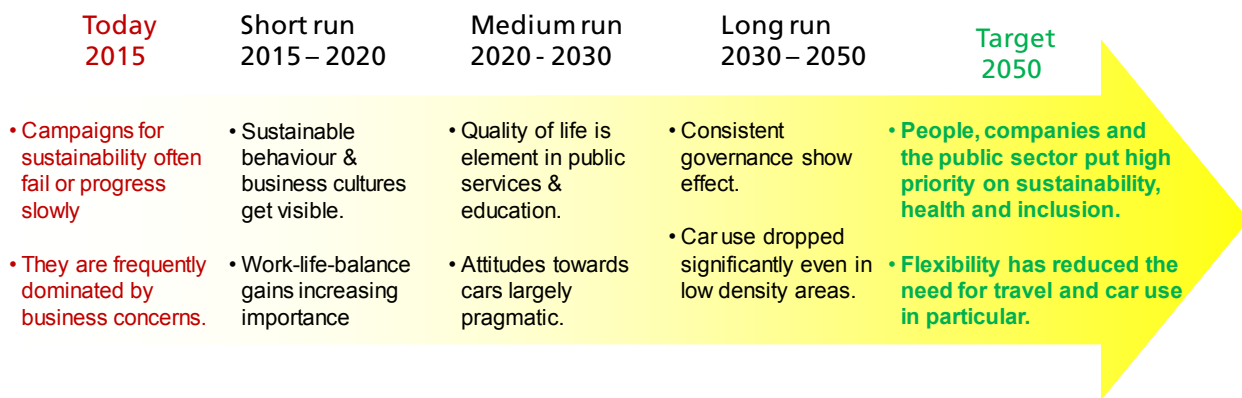 Today
2015
Short run
2015 – 2020
Medium run
2020 - 2030
Long run
2030 – 2050
Target
2050
• Campaigns for
sustainability often
fail or progress
slowly
• They are frequently
dominated by
business concerns.
• Sustainable
behaviour &
business cultures
get visible.
• Work-life-balance
gains increasing
importance
• Quality of life is
element in public
services &
education.
• Attitudes towards
cars largely
pragmatic.
• Consistent
governance show
effect.
• Car use dropped
significantly even in
low density areas.
• People, companies and
the public sector put high
priority on sustainability,
health and inclusion.
• Flexibility has reduced the
need for travel and car use
in particular.